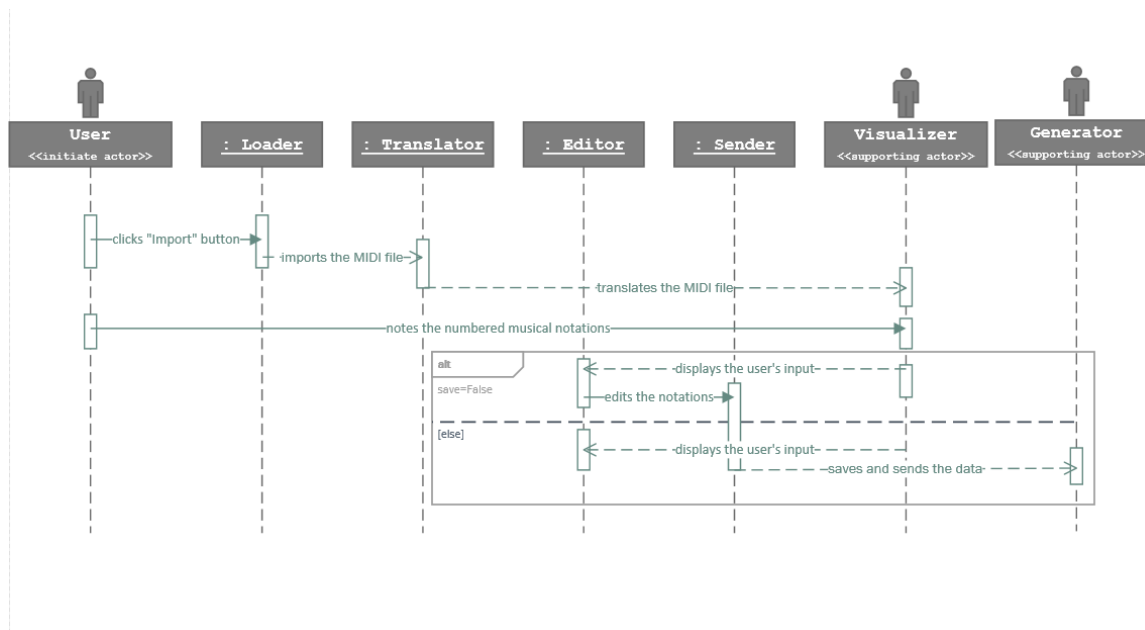 User
<<initiate actor>>
: Loader
: Translator
: Editor
: Sender
Visualizer
<<supporting actor>>
Generator
<<supporting actor>>
clicks "Import" button
imports the MIDI file
translates the MIDI file
notes the numbered musical notations
alt
save=False
displays the user's input
edits the notations
[else]
displays the user's input
saves and sends the data